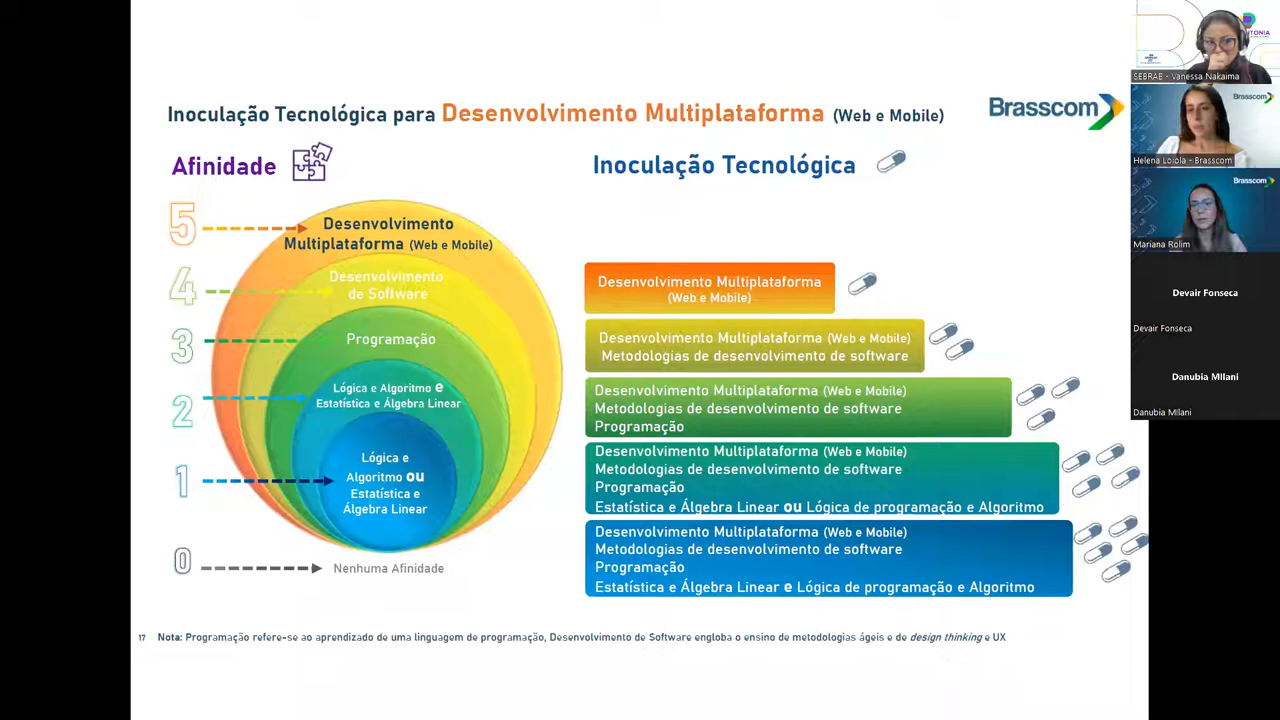 Inoculação Tecnológica para Desenvolvimento Multiplataforma (Web e Mobile)
Brasscom
Afinidade
Inoculação Tecnológica
5
Desenvolvimento
Multiplataforma (Web e Mobile)
4
Desenvolvimento
de Software
3
Programação
2
Lógica e Algoritmo e
Estatística e Álgebra Linear
1
Lógica e
Algoritmo ou
Estatística e
Álgebra Linear
0
Nenhuma Afinidade
Desenvolvimento Multiplataforma
(Web e Mobile)
Desenvolvimento Multiplataforma (Web e Mobile)
Metodologias de desenvolvimento de software
Desenvolvimento Multiplataforma (Web e Mobile)
Metodologias de desenvolvimento de software
Programação
Desenvolvimento Multiplataforma (Web e Mobile)
Metodologias de desenvolvimento de software
Programação
Estatística e Álgebra Linear ou Lógica de programação e Algoritmo
Desenvolvimento Multiplataforma (Web e Mobile)
Metodologias de desenvolvimento de software
Programação
Estatística e Álgebra Linear e Lógica de programação e Algoritmo
17 Nota: Programação refere-se ao aprendizado de uma linguagem de programação, Desenvolvimento de Software engloba o ensino de metodologias ágeis e de design thinking e UX
SEBRAE - Vanessa Nakaima
Brasscom
Helena Loiola - Brasscom
Brasscom
Mariana Rolim
Devair Fonseca
Devair Fonseca
Danubia MIlani
Danubia MIlani